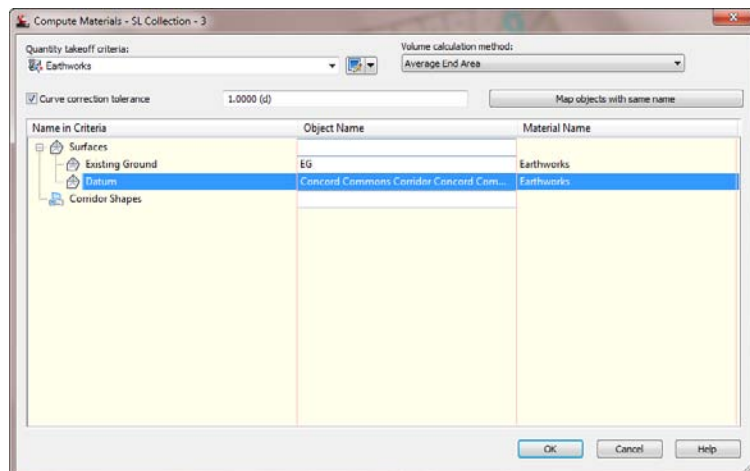 Compute Materials - SL Collection - 3
Quantity takeoff criteria:
Earthworks
Volume calculation method:
Average End Area
Curve correction tolerance
1.0000 (d)
Map objects with same name
Name in Criteria Object Name Material Name
Surfaces
Existing Ground EG Earthworks
Datum Concord Commons Corridor Concord Com... Earthworks
Corridor Shapes
OK Cancel Help